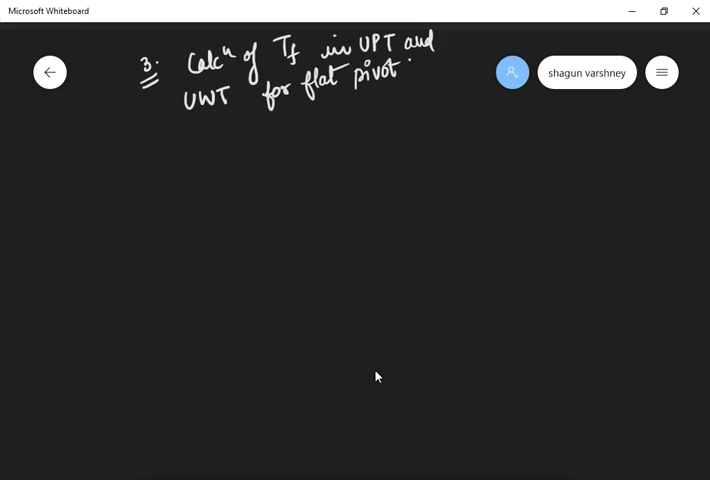 Microsoft Whiteboard
3. Calcⁿ of Tf in UPT and
UWT for flat pivot.
shagun varshney